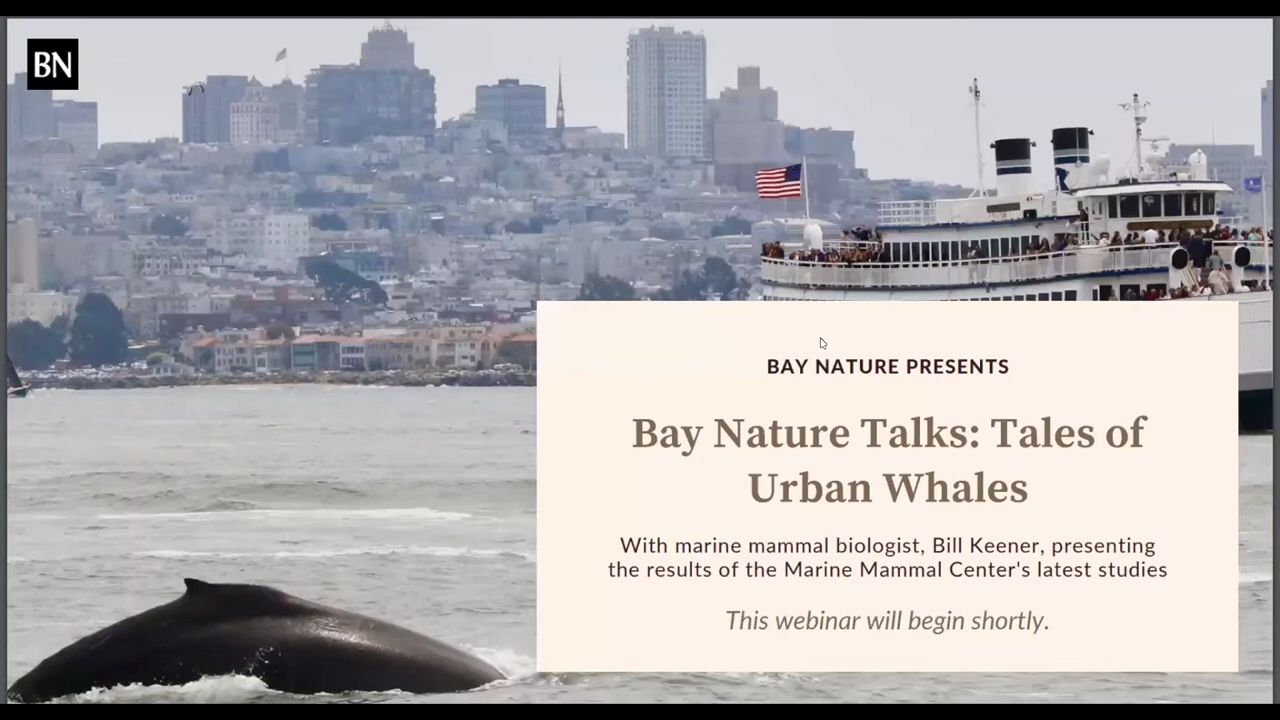 BN
BAY NATURE PRESENTS
Bay Nature Talks: Tales of
Urban Whales
With marine mammal biologist, Bill Keener, presenting
the results of the Marine Mammal Center's latest studies
This webinar will begin shortly.